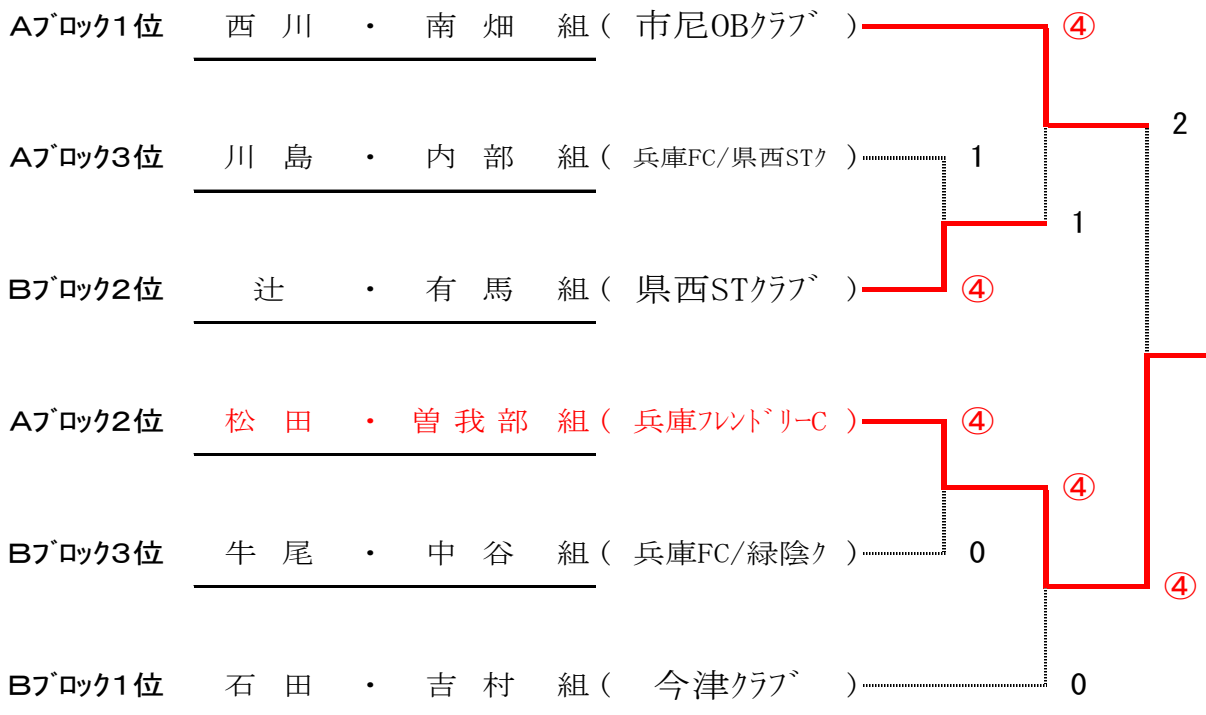 Aブロック1位 西川・南畑組(市尼OBクラブ) ④
2
Aブロック3位 川島・内部組(兵庫FC/県西STク) 1
1
Bブロック2位 辻・有馬組(県西STクラブ) ④
Aブロック2位 松田・曽我部組(兵庫フレンドリーC) ④
④
Bブロック3位 牛尾・中谷組(兵庫FC/緑陰ク) 0
④
Bブロック1位 石田・吉村組(今津クラブ) 0